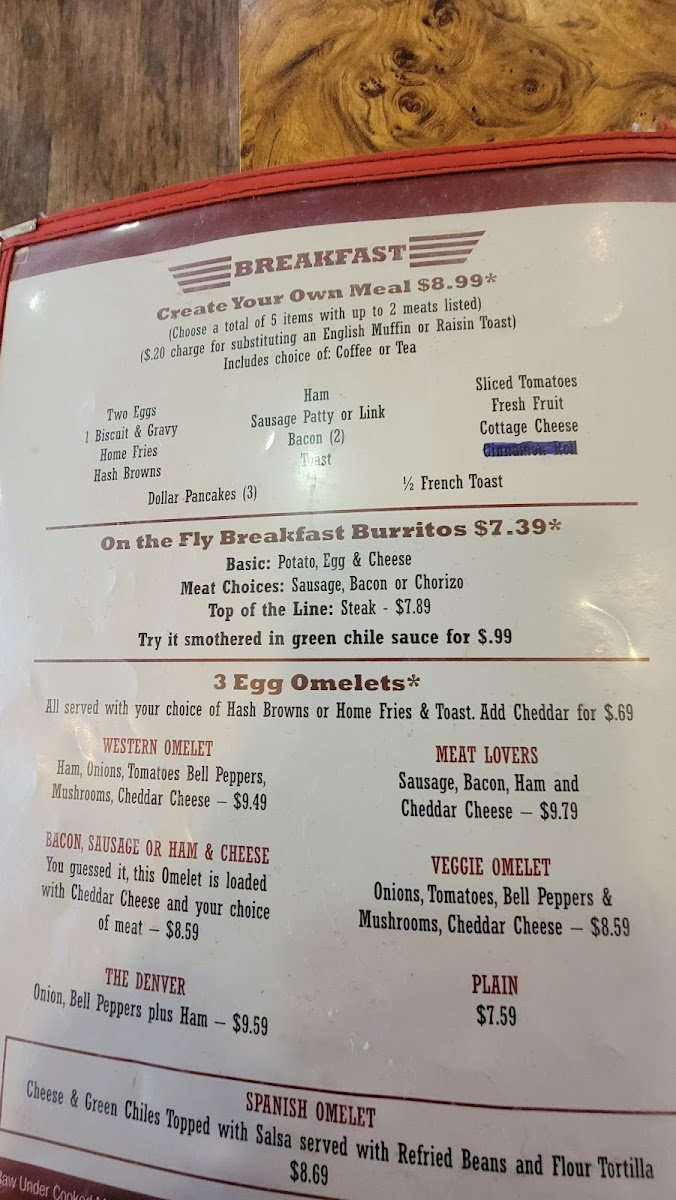 BREAKFAST
Create Your Own Meal $8.99*
(Choose a total of 5 items with up to 2 meats listed)
($.20 charge for substituting an English Muffin or Raisin Toast)
Includes choice of: Coffee or Tea
Two Eggs
1 Biscuit & Gravy
Home Fries
Hash Browns
Dollar Pancakes (3)
Ham
Sausage Patty or Link
Bacon (2)
Toast
Sliced Tomatoes
Fresh Fruit
Cottage Cheese
Cinnamon Roll
½ French Toast
On the Fly Breakfast Burritos $7.39*
Basic: Potato, Egg & Cheese
Meat Choices: Sausage, Bacon or Chorizo
Top of the Line: Steak - $7.89
Try it smothered in green chile sauce for $.99
3 Egg Omelets*
All served with your choice of Hash Browns or Home Fries & Toast. Add Cheddar for $.69
WESTERN OMELET
Ham, Onions, Tomatoes Bell Peppers,
Mushrooms, Cheddar Cheese – $9.49
BACON, SAUSAGE OR HAM & CHEESE
You guessed it, this Omelet is loaded
with Cheddar Cheese and your choice
of meat – $8.59
THE DENVER
Onion, Bell Peppers plus Ham – $9.59
MEAT LOVERS
Sausage, Bacon, Ham and
Cheddar Cheese – $9.79
VEGGIE OMELET
Onions, Tomatoes, Bell Peppers &
Mushrooms, Cheddar Cheese – $8.59
PLAIN
$7.59
SPANISH OMELET
Cheese & Green Chiles Topped with Salsa served with Refried Beans and Flour Tortilla
$8.69
Raw Under Cooked